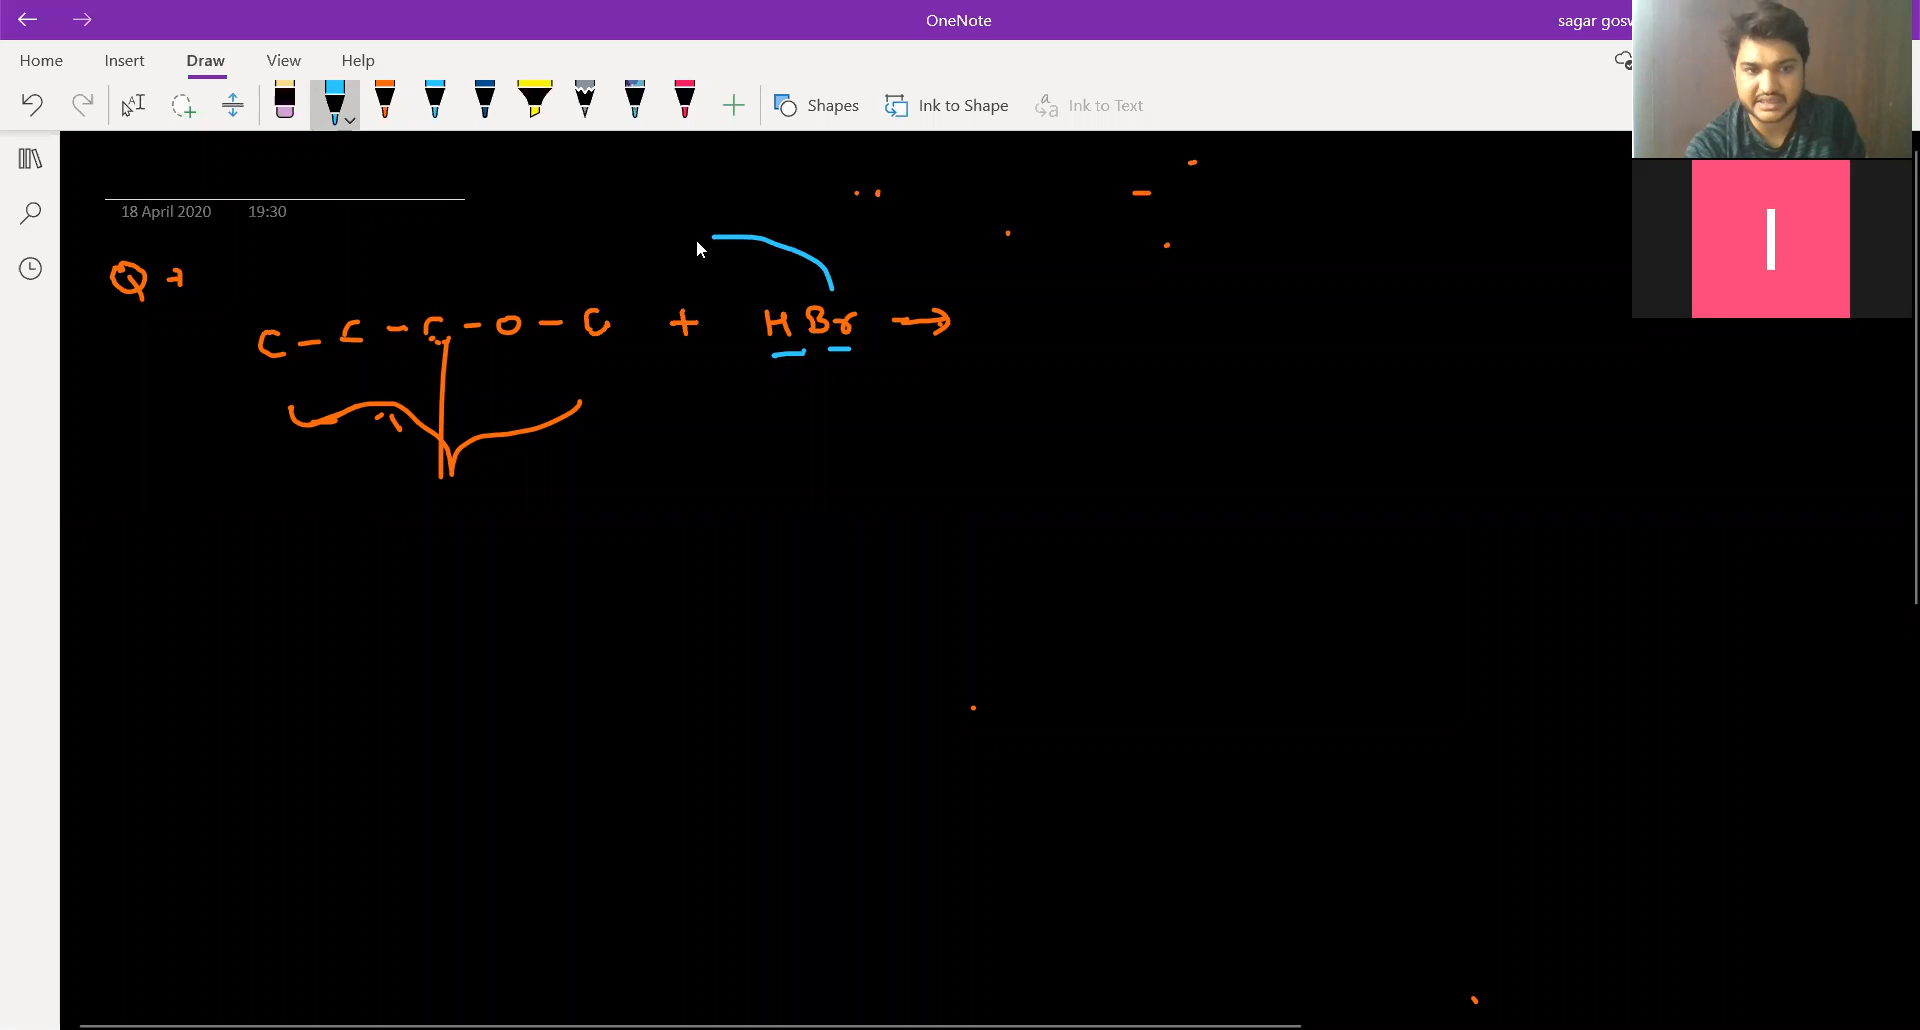 OneNote
sagar gosw
Home Insert Draw View Help
Shapes Ink to Shape Ink to Text
18 April 2020 19:30
Q →
C - C - C - O - C + HBr →
I